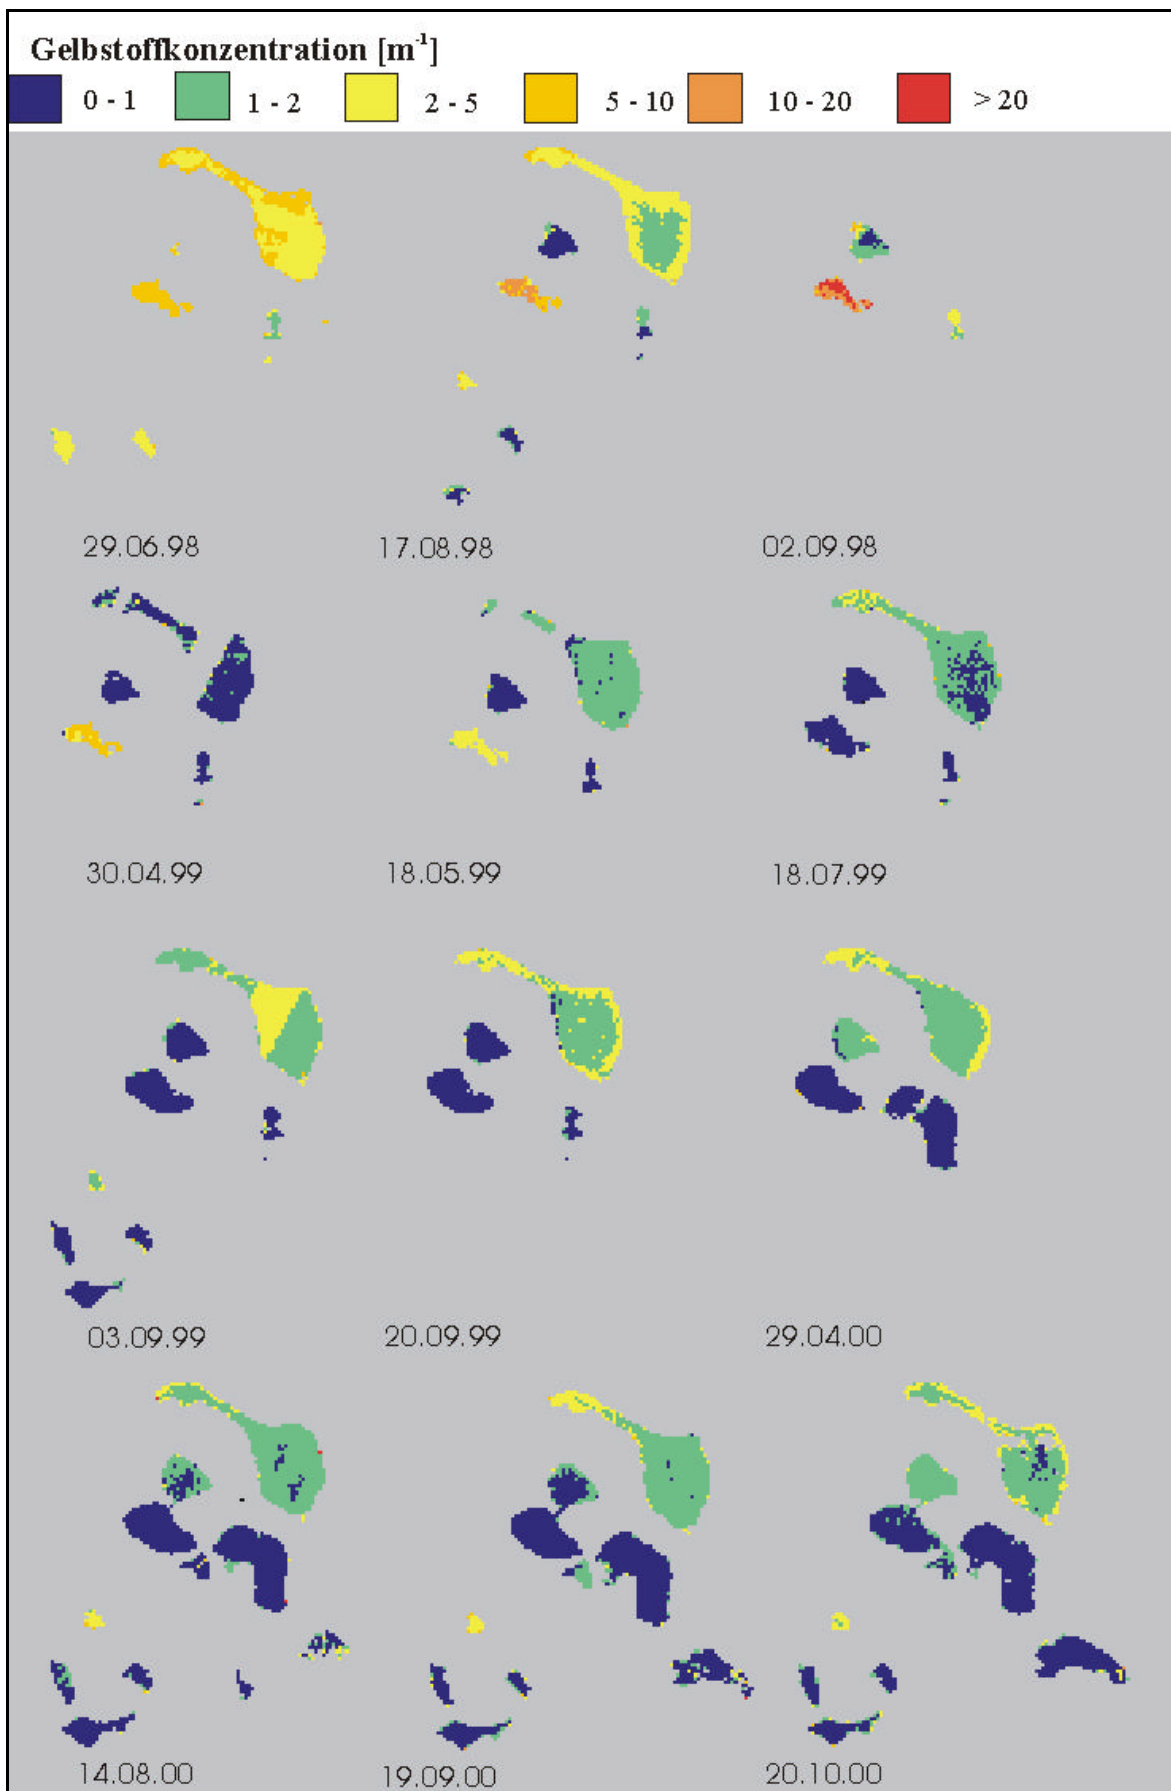 Gelbstoffkonzentration [m⁻¹]
0 - 1 1 - 2 2 - 5 5 - 10 10 - 20 > 20
29.06.98 17.08.98 02.09.98
30.04.99 18.05.99 18.07.99
03.09.99 20.09.99 29.04.00
14.08.00 19.09.00 20.10.00